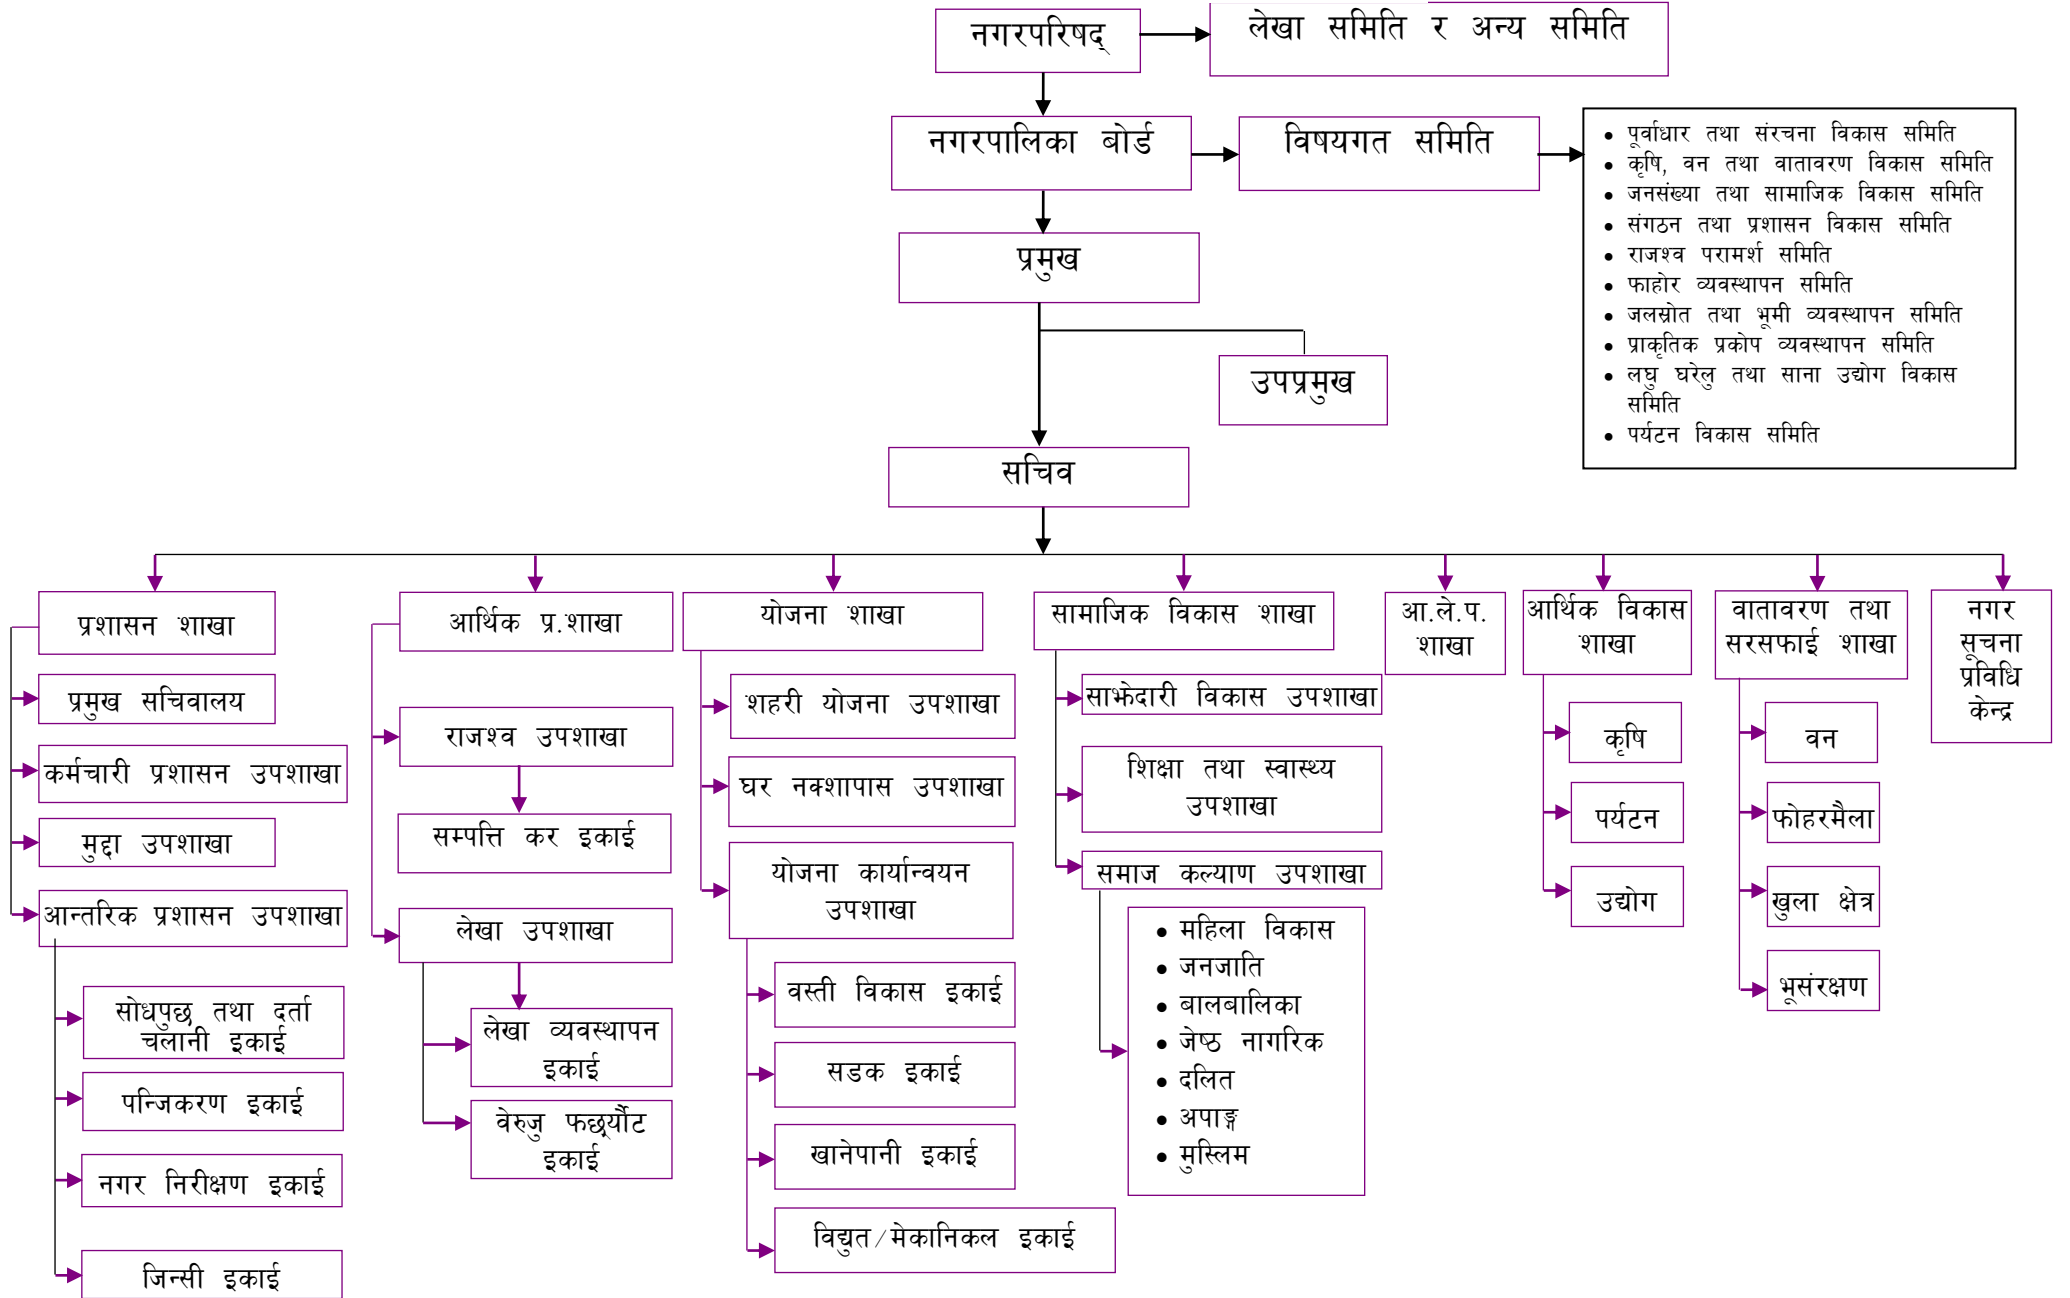 नगरपरिषद्
लेखा समिति र अन्य समिति
नगरपालिका बोर्ड
विषयगत समिति
• पूर्वाधार तथा संरचना विकास समिति
• कृषि, वन तथा वातावरण विकास समिति
• जनसंख्या तथा सामाजिक विकास समिति
• संगठन तथा प्रशासन विकास समिति
• राजश्व परामर्श समिति
• फाहोर व्यवस्थापन समिति
• जलस्रोत तथा भूमी व्यवस्थापन समिति
• प्राकृतिक प्रकोप व्यवस्थापन समिति
• लघु घरेलु तथा साना उद्योग विकास
समिति
• पर्यटन विकास समिति
प्रमुख
उपप्रमुख
सचिव
प्रशासन शाखा
प्रमुख सचिवालय
कर्मचारी प्रशासन उपशाखा
मुद्दा उपशाखा
आन्तरिक प्रशासन उपशाखा
सोधपुछ तथा दर्ता
चलानी इकाई
पन्जिकरण इकाई
नगर निरीक्षण इकाई
जिन्सी इकाई
आर्थिक प्र.शाखा
राजश्व उपशाखा
सम्पत्ति कर इकाई
लेखा उपशाखा
लेखा व्यवस्थापन
इकाई
वेरुजु फछर्यौट
इकाई
योजना शाखा
शहरी योजना उपशाखा
घर नक्शापास उपशाखा
योजना कार्यान्वयन
उपशाखा
वस्ती विकास इकाई
सडक इकाई
खानेपानी इकाई
विद्युत/मेकानिकल इकाई
सामाजिक विकास शाखा
साझेदारी विकास उपशाखा
शिक्षा तथा स्वास्थ्य
उपशाखा
समाज कल्याण उपशाखा
• महिला विकास
• जनजाति
• बालबालिका
• जेष्ठ नागरिक
• दलित
• अपाङ्ग
• मुस्लिम
आ.ले.प.
शाखा
आर्थिक विकास
शाखा
कृषि
पर्यटन
उद्योग
वातावरण तथा
सरसफाई शाखा
वन
फोहरमैला
खुला क्षेत्र
भूसंरक्षण
नगर
सूचना
प्रविधि
केन्द्र